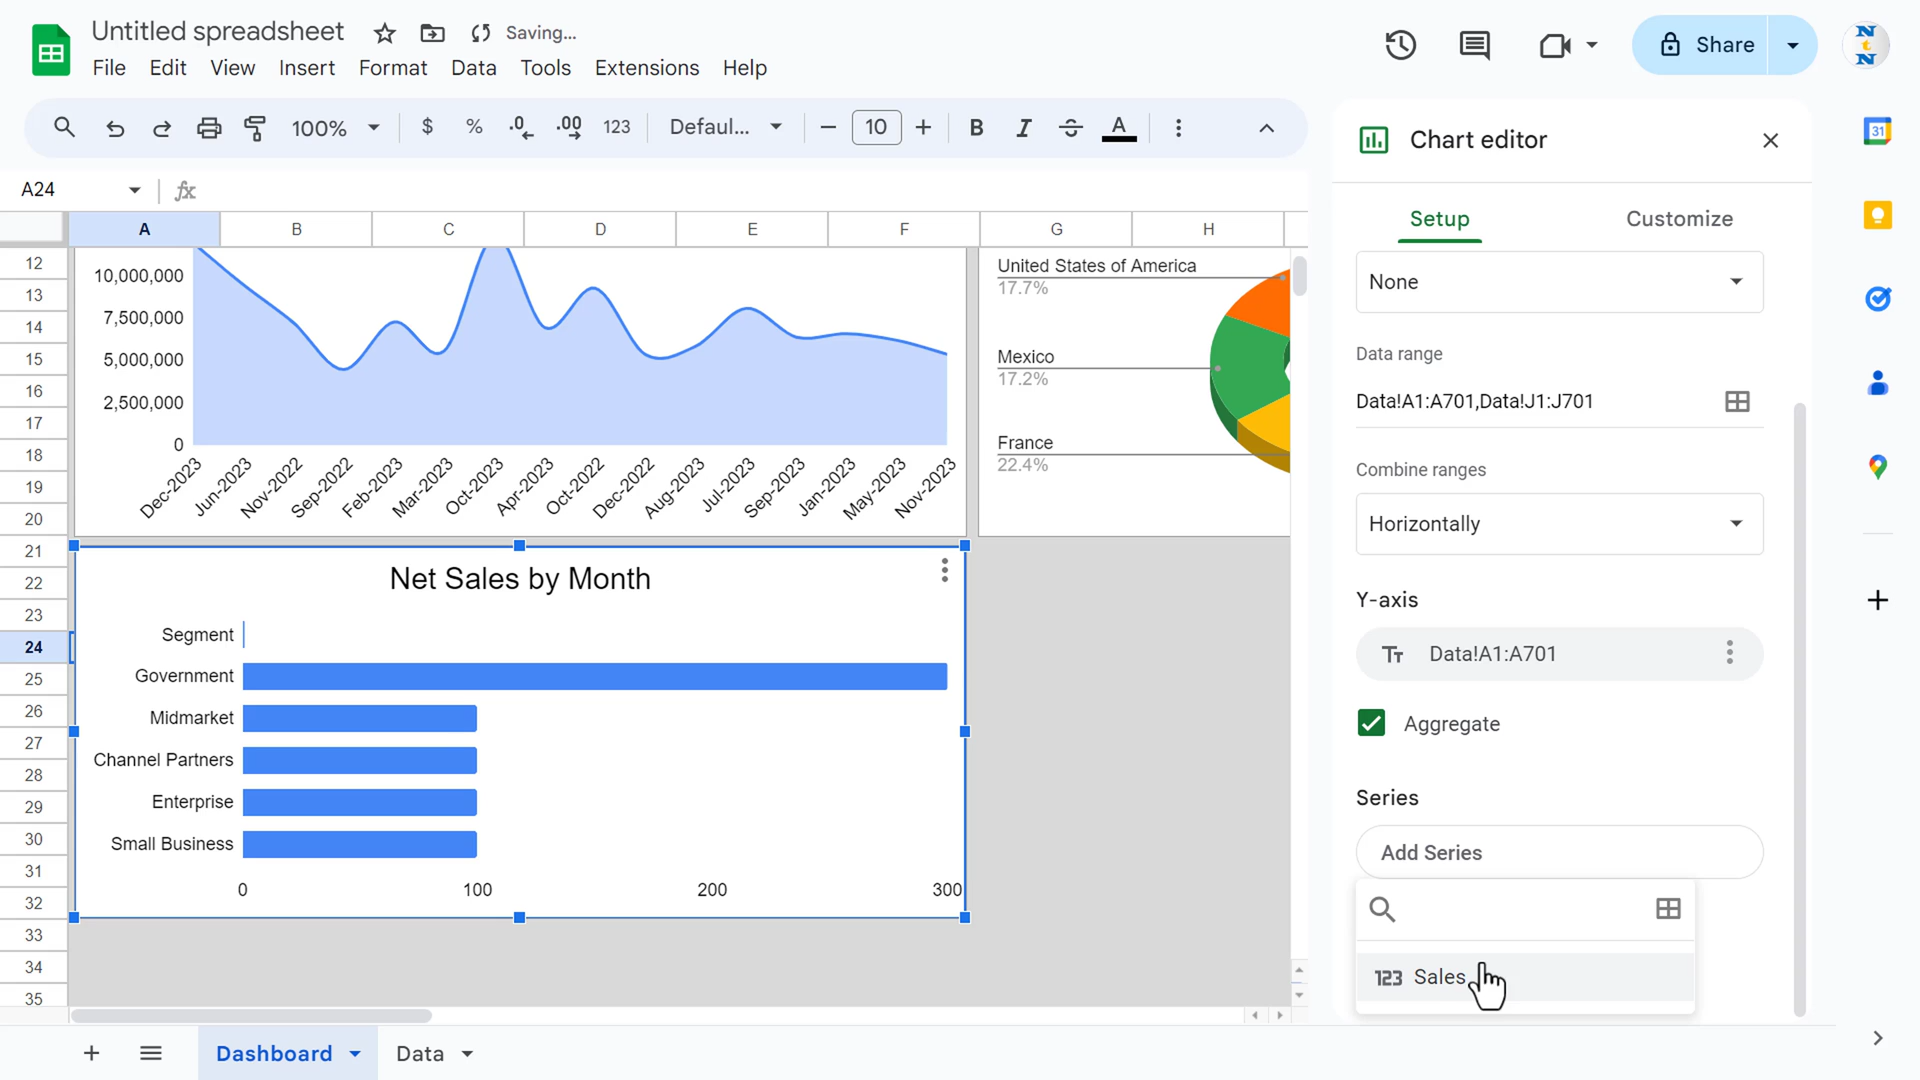 Untitled spreadsheet
Saving...
File Edit View Insert Format Data Tools Extensions Help
Share
N
t
N
100%
$ % .0 .00 123
Defaul...
10
B I A
A24
fx
A B C D E F G H
12
13
14
15
16
17
18
19
20
21
22
23
24
25
26
27
28
29
30
31
32
33
34
35
10,000,000
7,500,000
5,000,000
2,500,000
0
Dec-2023 Jun-2023 Nov-2022 Sep-2022 Feb-2023 Mar-2023 Oct-2023 Apr-2023 Oct-2022 Dec-2022 Aug-2023 Jul-2023 Sep-2023 Jan-2023 May-2023 Nov-2023
United States of America
17.7%
Mexico
17.2%
France
22.4%
Net Sales by Month
Segment
Government
Midmarket
Channel Partners
Enterprise
Small Business
0 100 200 300
Chart editor
Setup
Customize
None
Data range
Data!A1:A701,Data!J1:J701
Combine ranges
Horizontally
Y-axis
Tт Data!A1:A701
Aggregate
Series
Add Series
123 Sales
31
Dashboard
Data